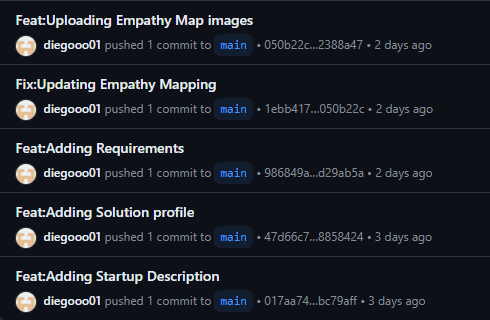 Feat:Uploading Empathy Map images
diegooo01 pushed 1 commit to main • 050b22c...2388a47 • 2 days ago
Fix:Updating Empathy Mapping
diegooo01 pushed 1 commit to main • 1ebb417...050b22c • 2 days ago
Feat:Adding Requirements
diegooo01 pushed 1 commit to main • 986849a...d29ab5a • 2 days ago
Feat:Adding Solution profile
diegooo01 pushed 1 commit to main • 47d66c7...8858424 • 3 days ago
Feat:Adding Startup Description
diegooo01 pushed 1 commit to main • 017aa74...bc79aff • 3 days ago